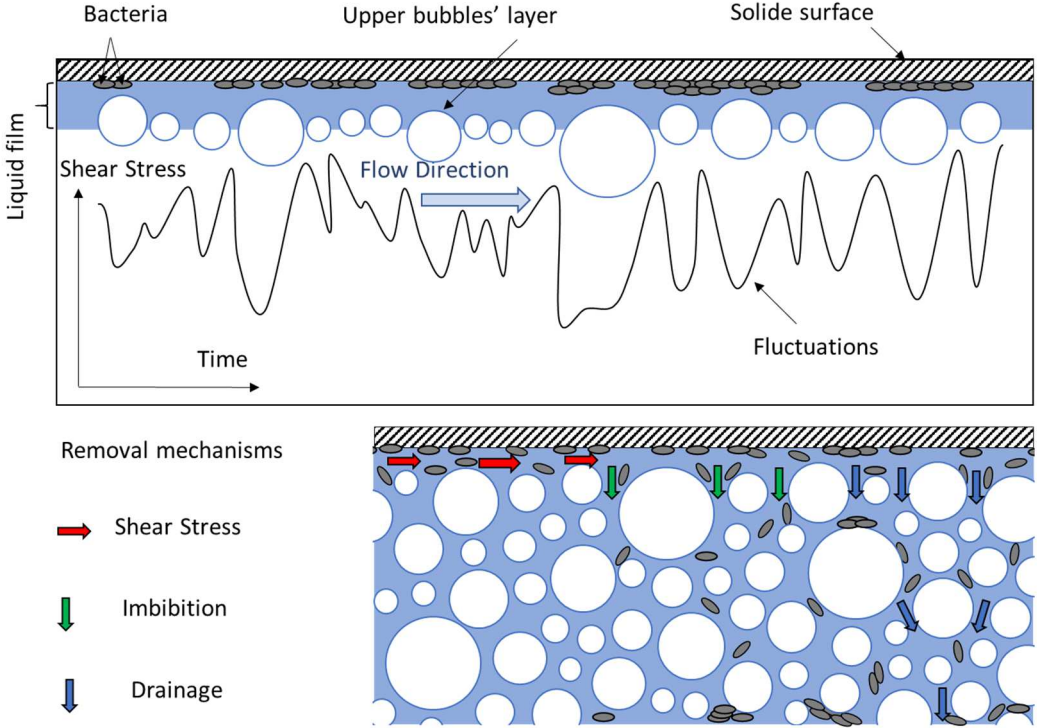 Bacteria
Upper bubbles’ layer
Solide surface
Liquid film
Shear Stress
Flow Direction
Time
Fluctuations
Removal mechanisms
Shear Stress
Imbibition
Drainage